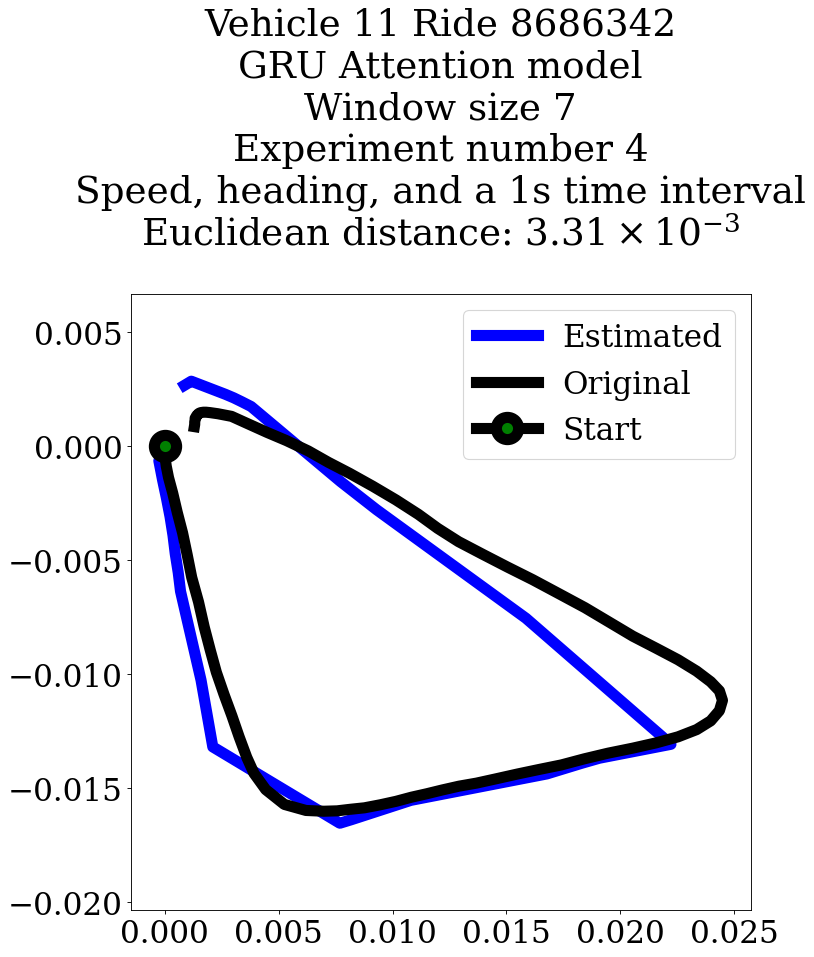 Vehicle 11 Ride 8686342
GRU Attention model
Window size 7
Experiment number 4
Speed, heading, and a 1s time interval
Euclidean distance: 3.31 × 10⁻³
Estimated
Original
Start
0.005
0.000
−0.005
−0.010
−0.015
−0.020
0.000 0.005 0.010 0.015 0.020 0.025